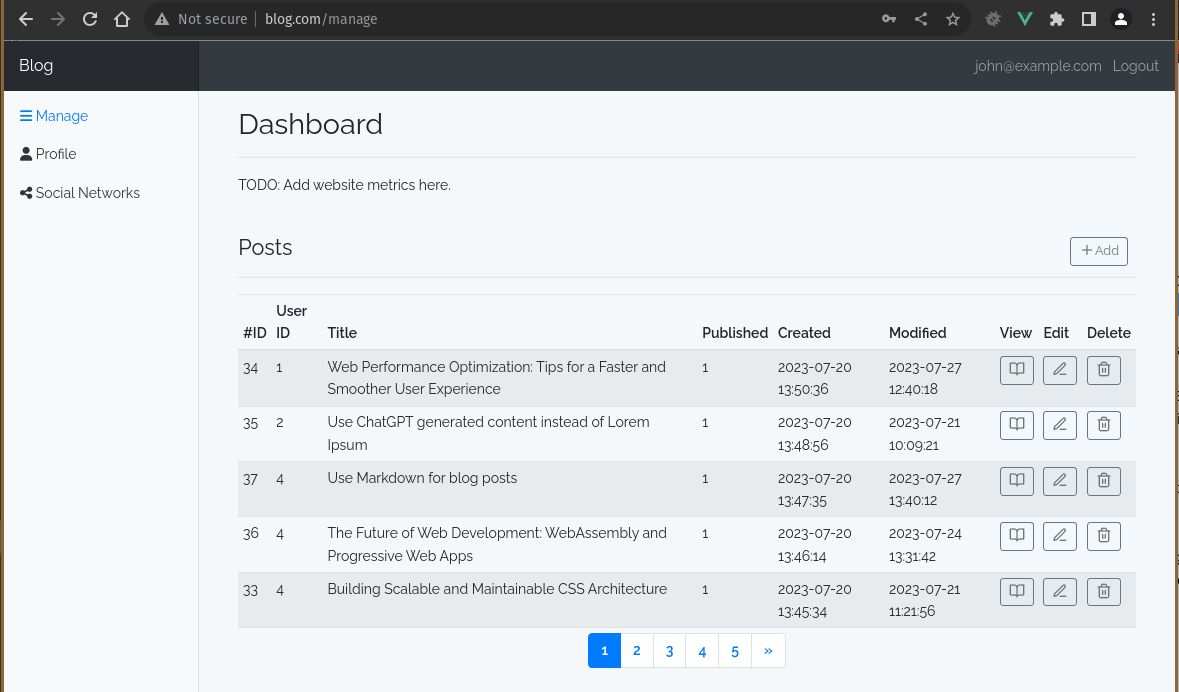 Not secure blog.com/manage
Blog
john@example.com Logout
Manage
Profile
Social Networks
Dashboard
TODO: Add website metrics here.
Posts
Add
User
#ID ID Title Published Created Modified View Edit Delete
34 1 Web Performance Optimization: Tips for a Faster and 1 2023-07-20 2023-07-27
Smoother User Experience 13:50:36 12:40:18
35 2 Use ChatGPT generated content instead of Lorem 1 2023-07-20 2023-07-21
Ipsum 13:48:56 10:09:21
37 4 Use Markdown for blog posts 1 2023-07-20 2023-07-27
13:47:35 13:40:12
36 4 The Future of Web Development: WebAssembly and 1 2023-07-20 2023-07-24
Progressive Web Apps 13:46:14 13:31:42
33 4 Building Scalable and Maintainable CSS Architecture 1 2023-07-20 2023-07-21
13:45:34 11:21:56
1 2 3 4 5 »